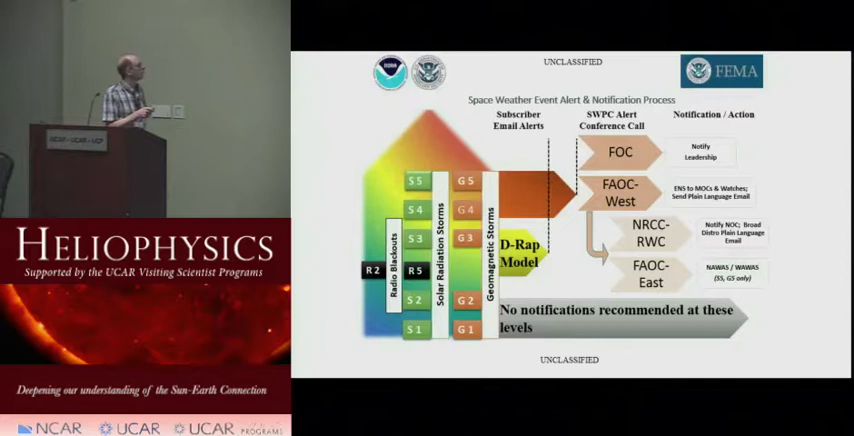 NCAR - UCAR - UCP
HELIOPHYSICS
Supported by the UCAR Visiting Scientist Programs
Deepening our understanding of the Sun-Earth Connection
NCAR
UCAR
UCAR PROGRAMS
UNCLASSIFIED
NOAA
FEMA
Space Weather Event Alert & Notification Process
Subscriber
Email Alerts
SWPC Alert
Conference Call
Notification / Action
FOC
Notify
Leadership
FAOC-
West
ENS to MOCs & Watches;
Send Plain Language Email
NRCC-
RWC
Notify NOC; Broad
Distro Plain Language
Email
FAOC-
East
NAWAS / WAWAS
(S5, G5 only)
S 5
S 4
S 3
R 2
R 5
S 2
S 1
Radio Blackouts
Solar Radiation Storms
G 5
G 4
G 3
G 2
G 1
Geomagnetic Storms
D-Rap
Model
No notifications recommended at these
levels
UNCLASSIFIED